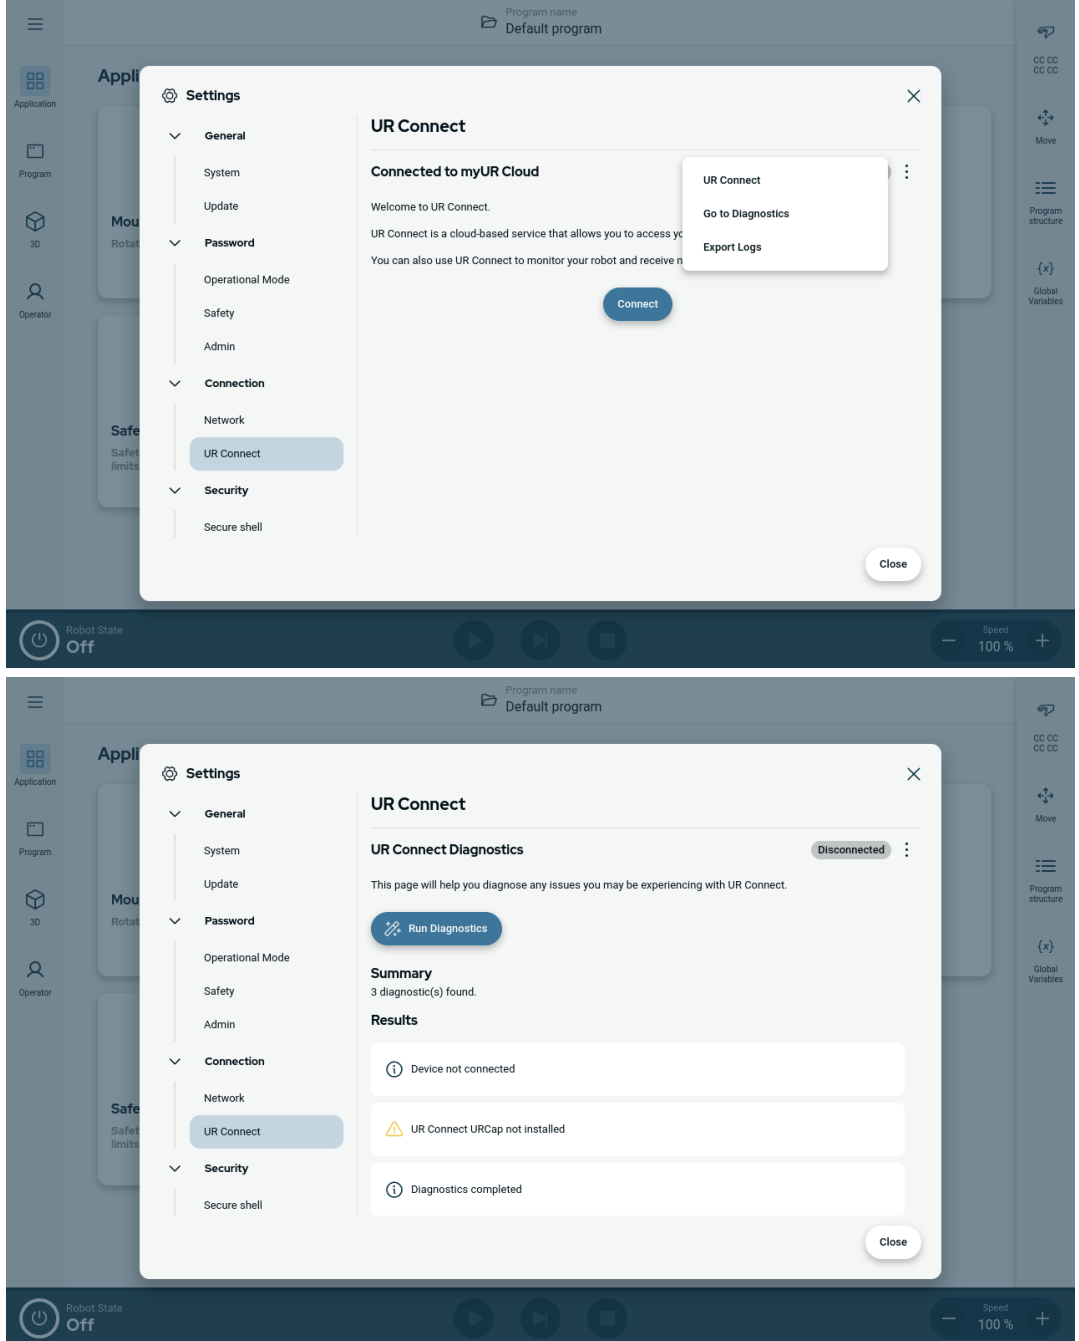 Program name
Default program
Appli
Application
Program
3D
Operator
Mou
Rotat
Safe
Safet
limits
CC CC
CC CC
Move
Program
structure
{x}
Global
Variables
Settings
General
System
Update
Password
Operational Mode
Safety
Admin
Connection
Network
UR Connect
Security
Secure shell
UR Connect
Connected to myUR Cloud
Welcome to UR Connect.
UR Connect is a cloud-based service that allows you to access yo
You can also use UR Connect to monitor your robot and receive n
Connect
UR Connect
Go to Diagnostics
Export Logs
Close
Robot State
Off
Speed
100 %
Program name
Default program
Appli
Application
Program
3D
Operator
Mou
Rotat
Safe
Safet
limits
CC CC
CC CC
Move
Program
structure
{x}
Global
Variables
Settings
General
System
Update
Password
Operational Mode
Safety
Admin
Connection
Network
UR Connect
Security
Secure shell
UR Connect
UR Connect Diagnostics
Disconnected
This page will help you diagnose any issues you may be experiencing with UR Connect.
Run Diagnostics
Summary
3 diagnostic(s) found.
Results
Device not connected
UR Connect URCap not installed
Diagnostics completed
Close
Robot State
Off
Speed
100 %